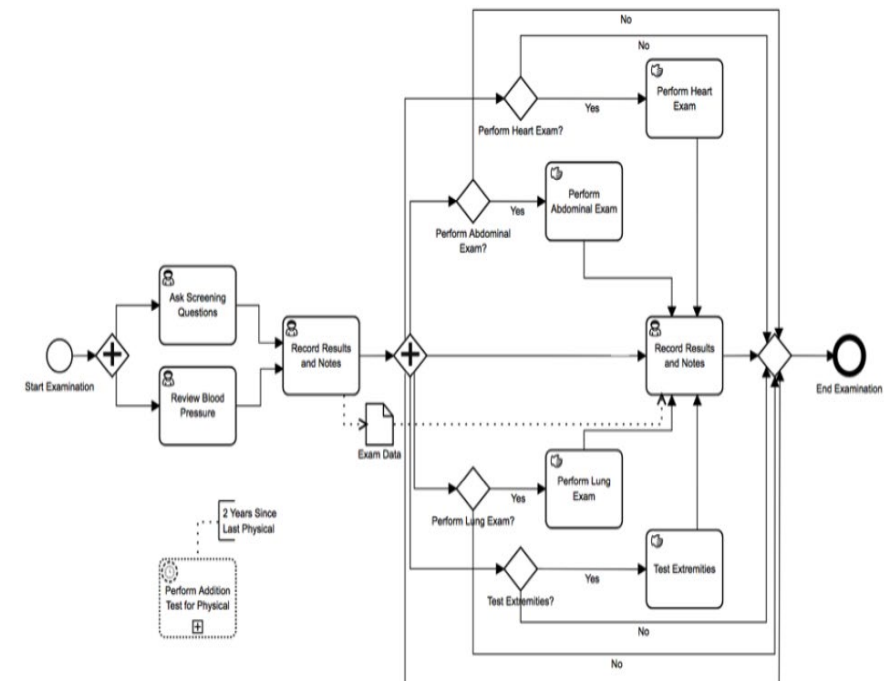 No
No
Perform Heart
Exam
Yes
Perform Heart Exam?
Perform
Abdominal Exam
Yes
Perform Abdominal
Exam?
Ask Screening
Questions
Record Results
and Notes
Record Results
and Notes
Start Examination
End Examination
Review Blood
Pressure
Exam Data
Perform Lung
Exam
Yes
Perform Lung Exam?
2 Years Since
Last Physical
Test Extremities
Yes
Perform Addition
Test for Physical
Test Extremities?
No
No